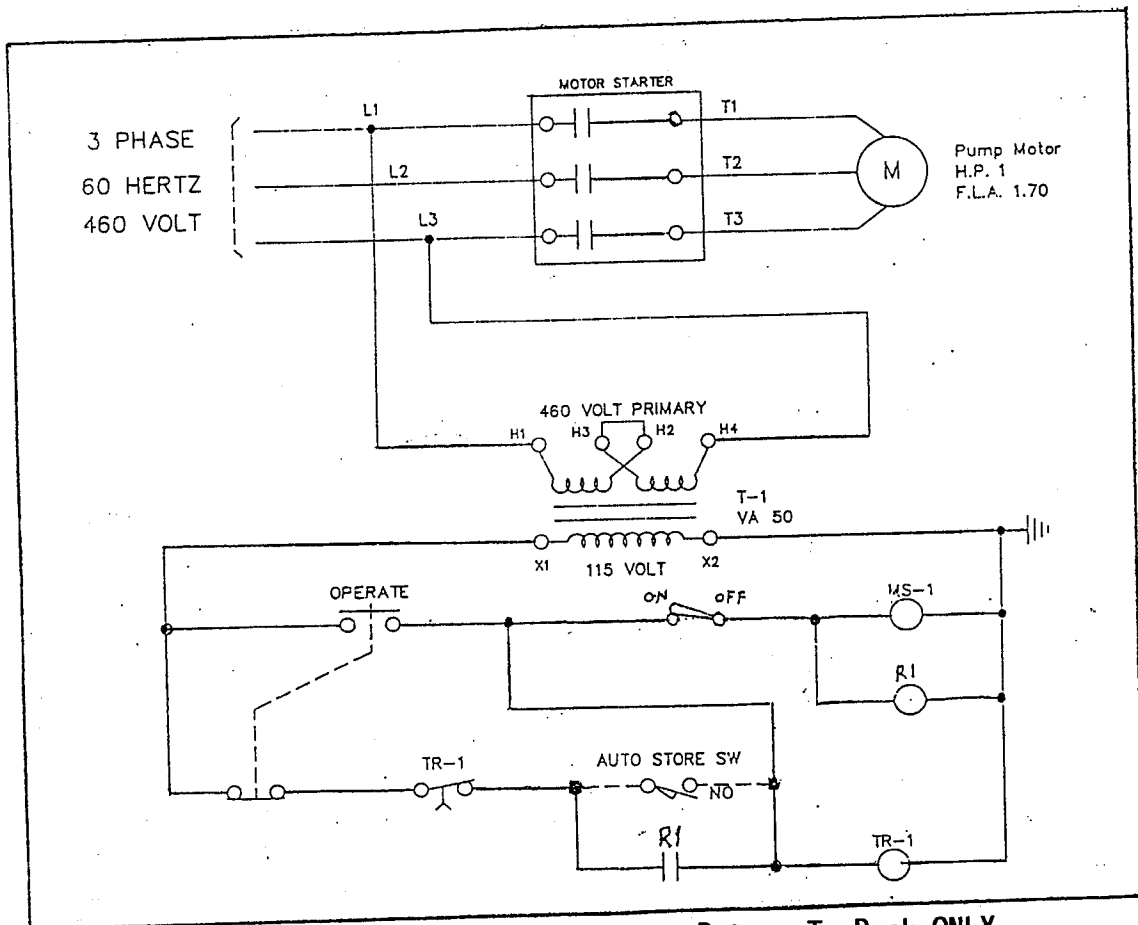 MOTOR STARTER
L1
T1
3 PHASE
60 HERTZ
460 VOLT
L2
T2
M
Pump Motor
H.P. 1
F.L.A. 1.70
L3
T3
460 VOLT PRIMARY
H1
H3
H2
H4
T-1
VA 50
X1
115 VOLT
X2
OPERATE
ON
OFF
MS-1
R1
TR-1
AUTO STORE SW
NO
R1
TR-1
ONLY